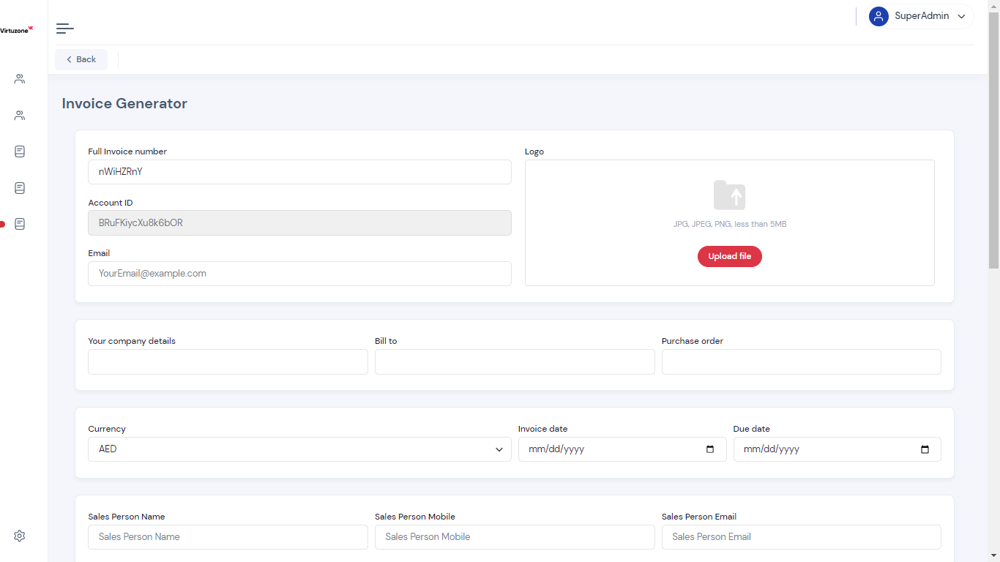 Virtuzone VZ
SuperAdmin
Back
Invoice Generator
Full Invoice number
nWiHZRnY
Logo
JPG, JPEG, PNG, less than 5MB
Upload file
Account ID
BRuFKiycXu8k6bOR
Email
YourEmail@example.com
Your company details
Bill to
Purchase order
Currency
AED
Invoice date
mm/dd/yyyy
Due date
mm/dd/yyyy
Sales Person Name
Sales Person Name
Sales Person Mobile
Sales Person Mobile
Sales Person Email
Sales Person Email